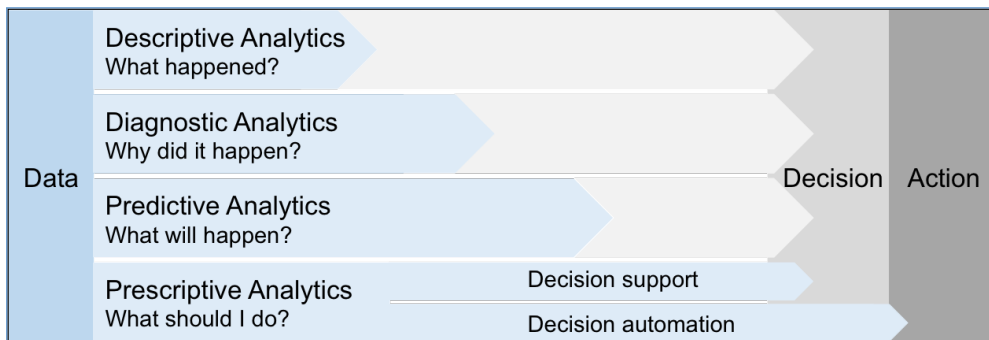 Descriptive Analytics
What happened?
Diagnostic Analytics
Why did it happen?
Data
Decision
Action
Predictive Analytics
What will happen?
Prescriptive Analytics
What should I do?
Decision support
Decision automation